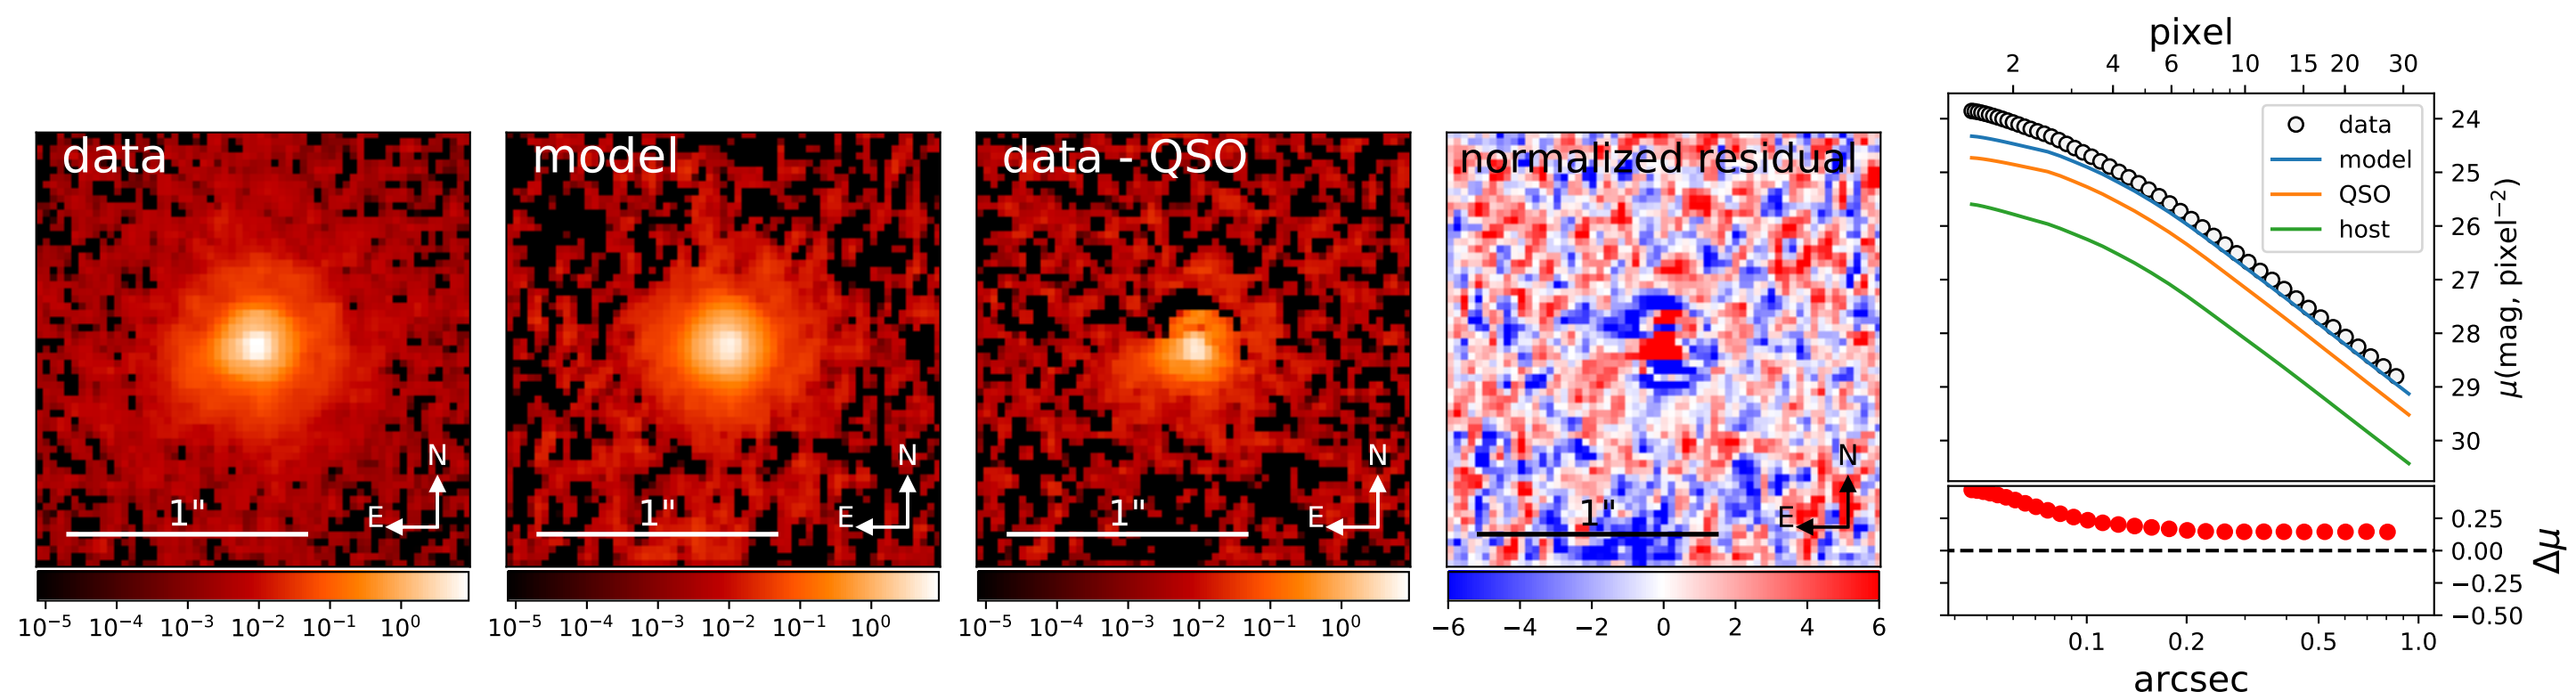 data
N
E
1"
10⁻⁵ 10⁻⁴ 10⁻³ 10⁻² 10⁻¹ 10⁰
model
N
E
1"
10⁻⁵ 10⁻⁴ 10⁻³ 10⁻² 10⁻¹ 10⁰
data - QSO
N
E
1"
10⁻⁵ 10⁻⁴ 10⁻³ 10⁻² 10⁻¹ 10⁰
normalized residual
N
E
1"
−6 −4 −2 0 2 4 6
pixel
2 4 6 10 15 20 30
data
model
QSO
host
24
25
26
27
28
29
30
μ(mag, pixel⁻²)
0.25
0.00
−0.25
−0.50
Δμ
0.1 0.2 0.5 1.0
arcsec